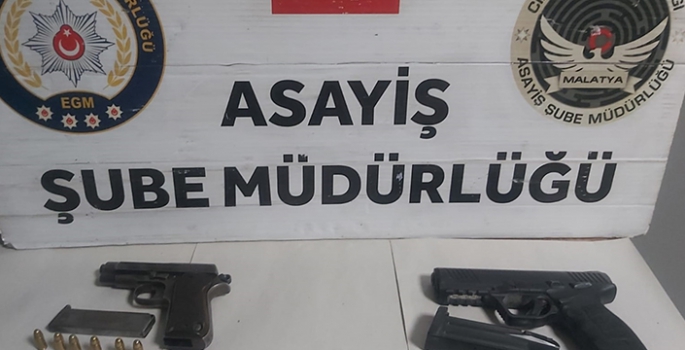 EGM
MALATYA
ASAYİŞ ŞUBE MÜDÜRLÜĞÜ
ASAYİŞ
ŞUBE MÜDÜRLÜĞÜ